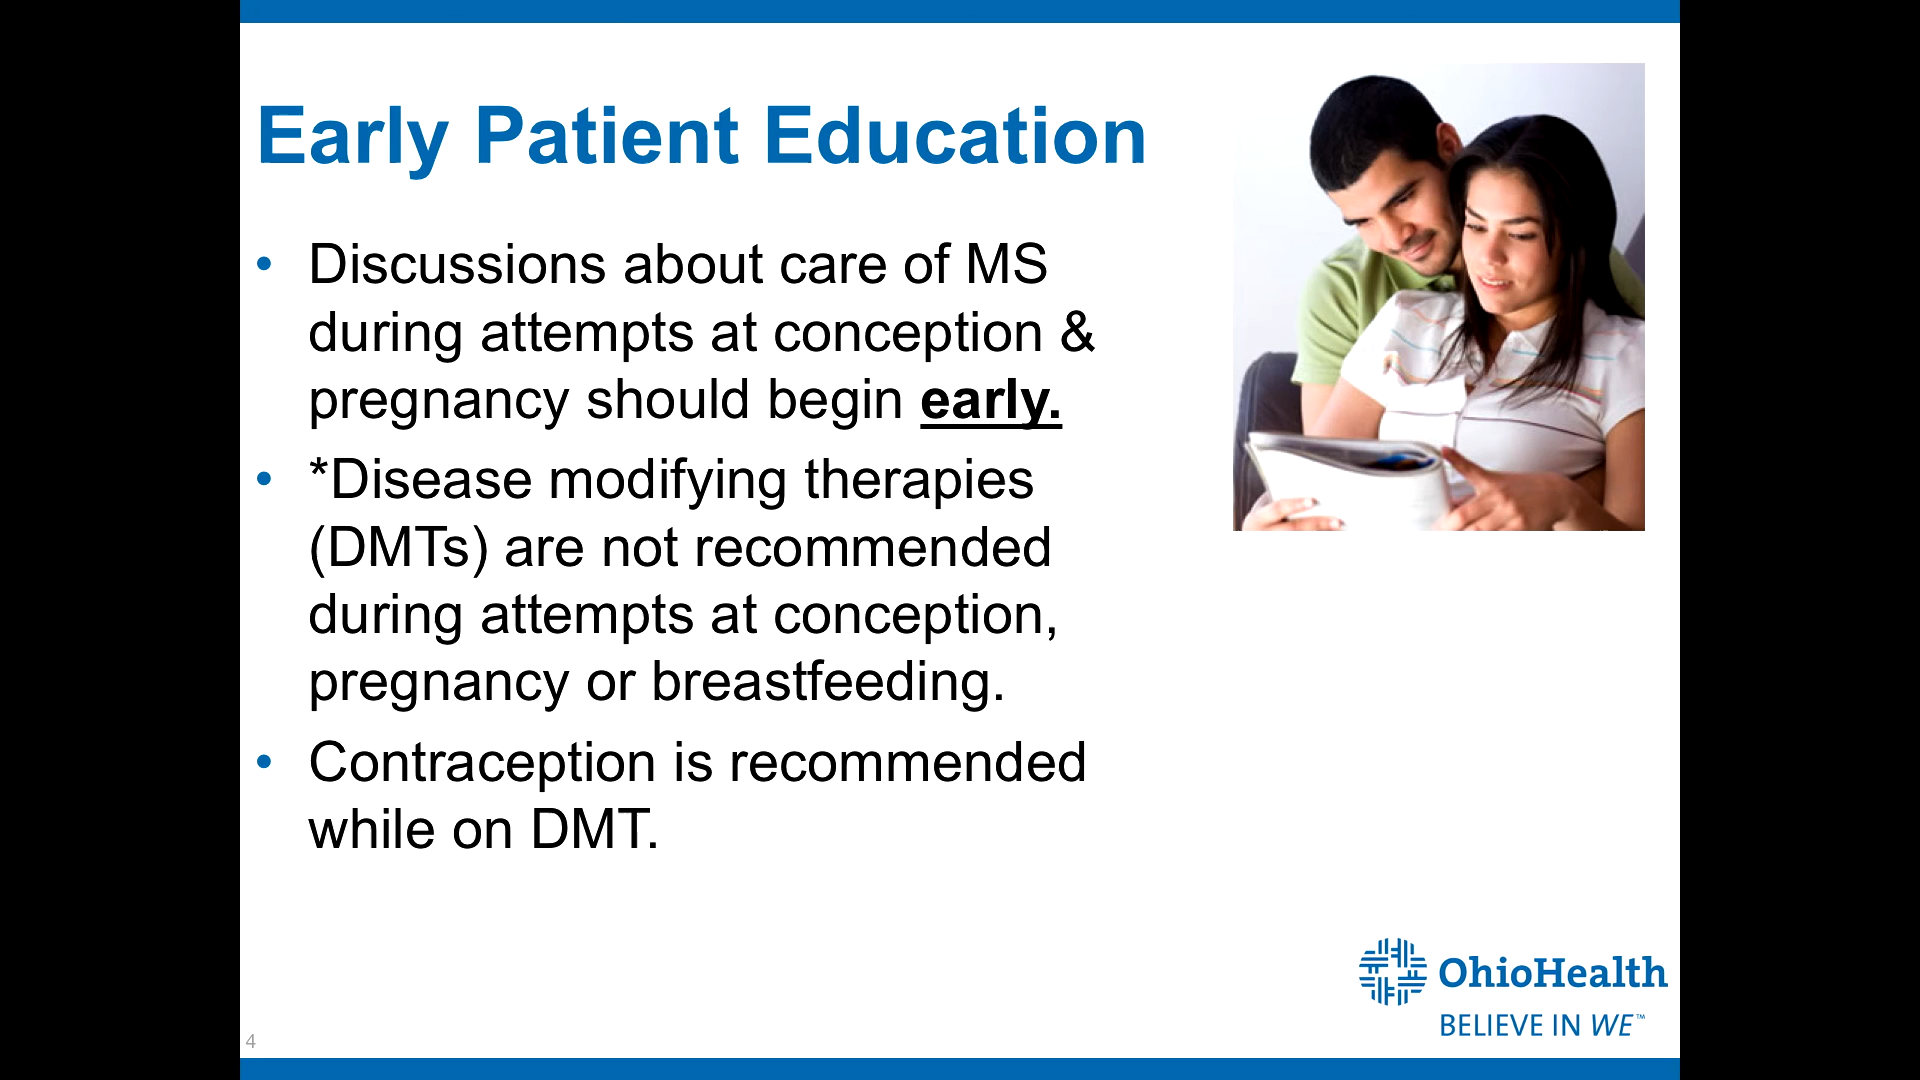 Early Patient Education
• Discussions about care of MS
during attempts at conception &
pregnancy should begin early.
• *Disease modifying therapies
(DMTs) are not recommended
during attempts at conception,
pregnancy or breastfeeding.
• Contraception is recommended
while on DMT.
OhioHealth
BELIEVE IN WE™
4